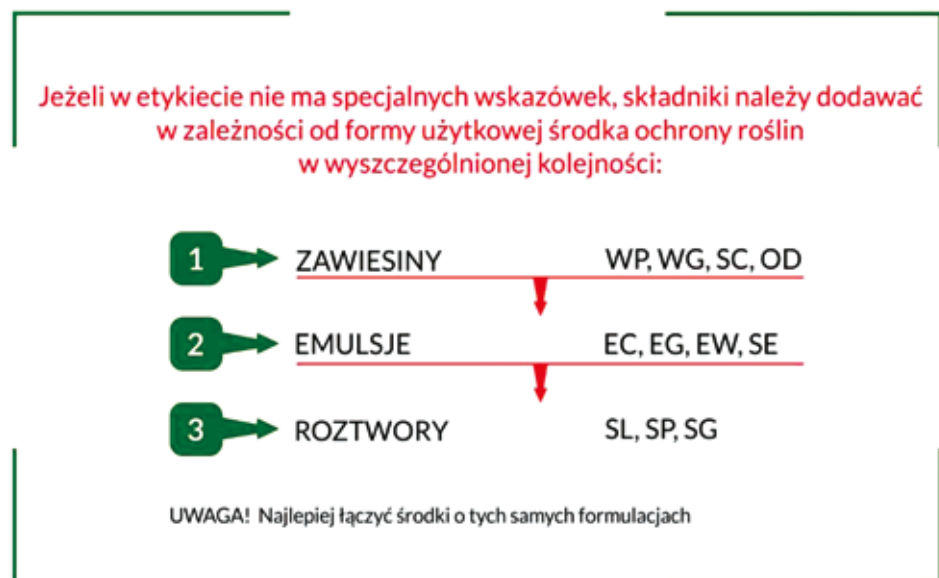 Jeżeli w etykiecie nie ma specjalnych wskazówek, składniki należy dodawać
w zależności od formy użytkowej środka ochrony roślin
w wyszczególnionej kolejności:
1 ZAWIESINY WP, WG, SC, OD
2 EMULSJE EC, EG, EW, SE
3 ROZTWORY SL, SP, SG
UWAGA! Najlepiej łączyć środki o tych samych formulacjach